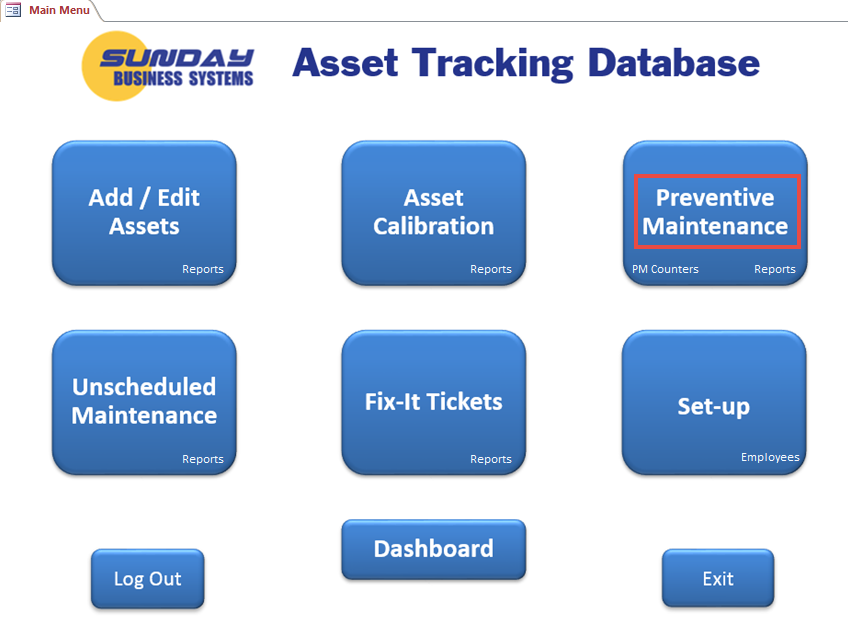 Main Menu
SUNDAY
BUSINESS SYSTEMS
Asset Tracking Database
Add / Edit
Assets
Reports
Asset
Calibration
Reports
Preventive
Maintenance
PM Counters
Reports
Unscheduled
Maintenance
Reports
Fix-It Tickets
Reports
Set-up
Employees
Log Out
Dashboard
Exit